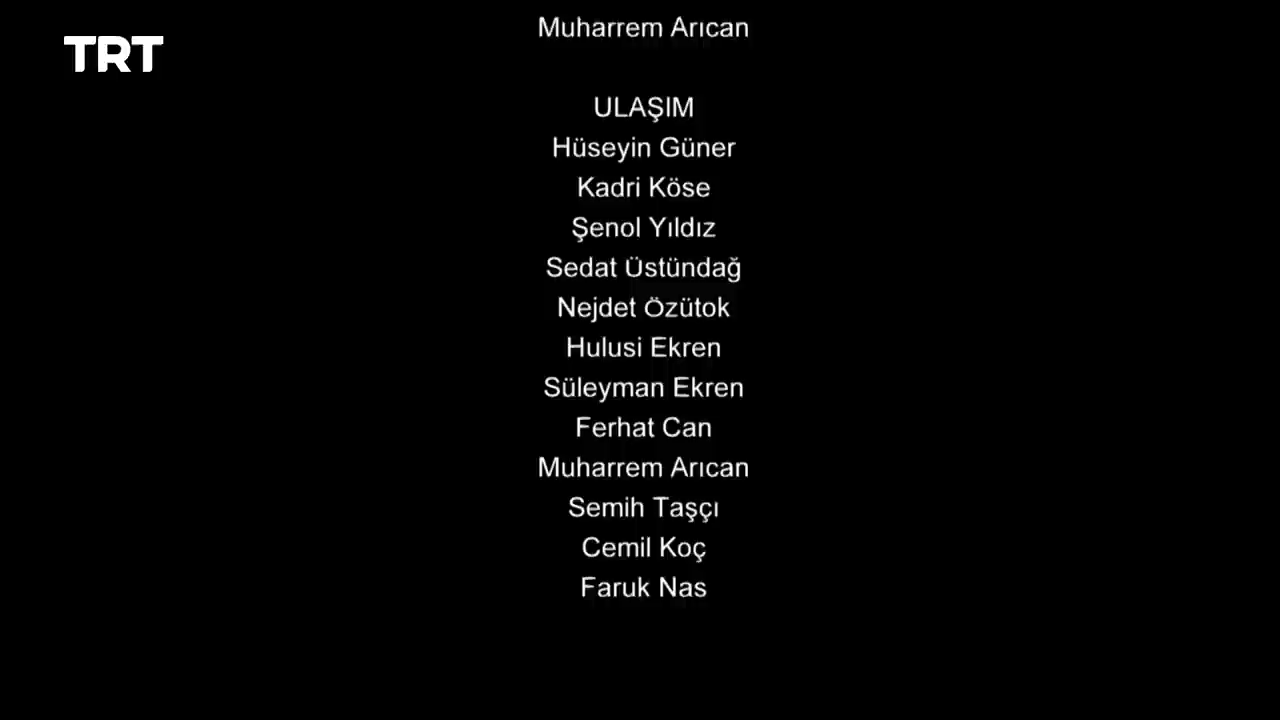 Muharrem Arıcan
TRT
ULAŞIM
Hüseyin Güner
Kadri Köse
Şenol Yıldız
Sedat Üstündağ
Nejdet Özütok
Hulusi Ekren
Süleyman Ekren
Ferhat Can
Muharrem Arıcan
Semih Taşçı
Cemil Koç
Faruk Nas